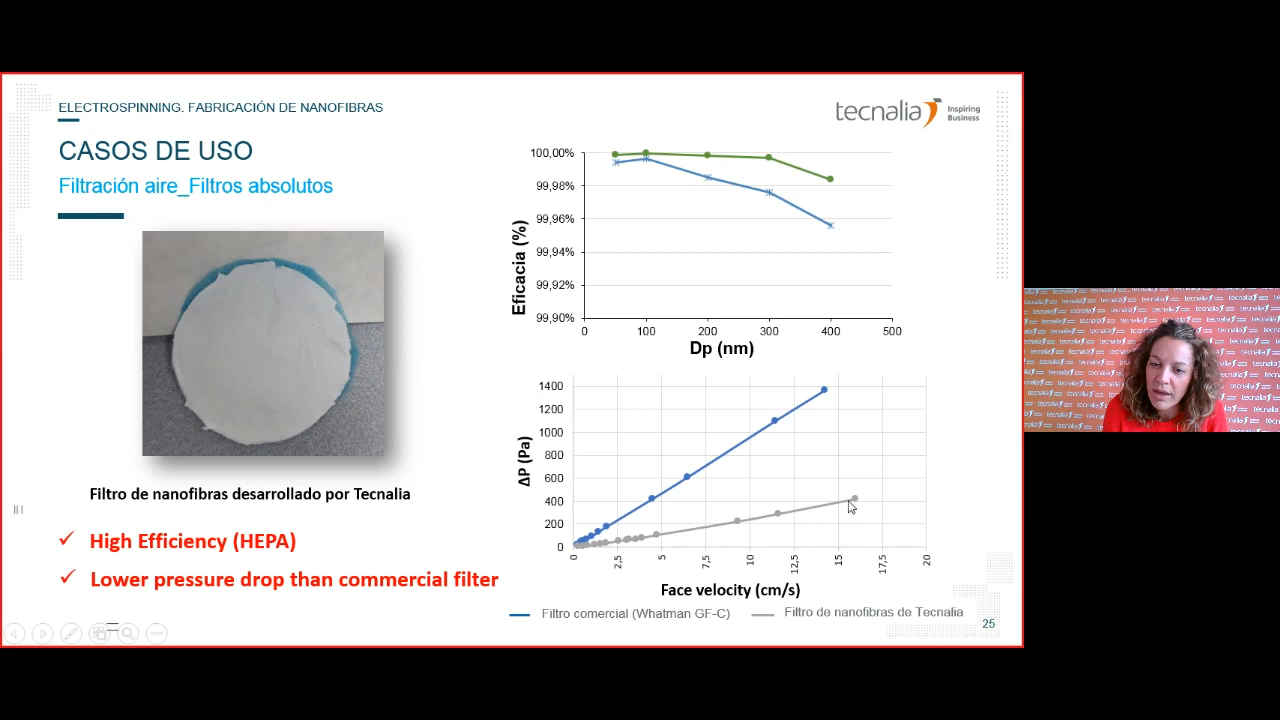 ELECTROSPINNING. FABRICACIÓN DE NANOFIBRAS
tecnalia Inspiring Business
CASOS DE USO
Filtración aire_Filtros absolutos
Filtro de nanofibras desarrollado por Tecnalia
✓ High Efficiency (HEPA)
✓ Lower pressure drop than commercial filter
Eficacia (%)
100,00%
99,98%
99,96%
99,94%
99,92%
99,90%
0 100 200 300 400 500
Dp (nm)
ΔP (Pa)
1400
1200
1000
800
600
400
200
0
0 2,5 5 7,5 10 12,5 15 17,5 20
Face velocity (cm/s)
Filtro comercial (Whatman GF-C) Filtro de nanofibras de Tecnalia
25